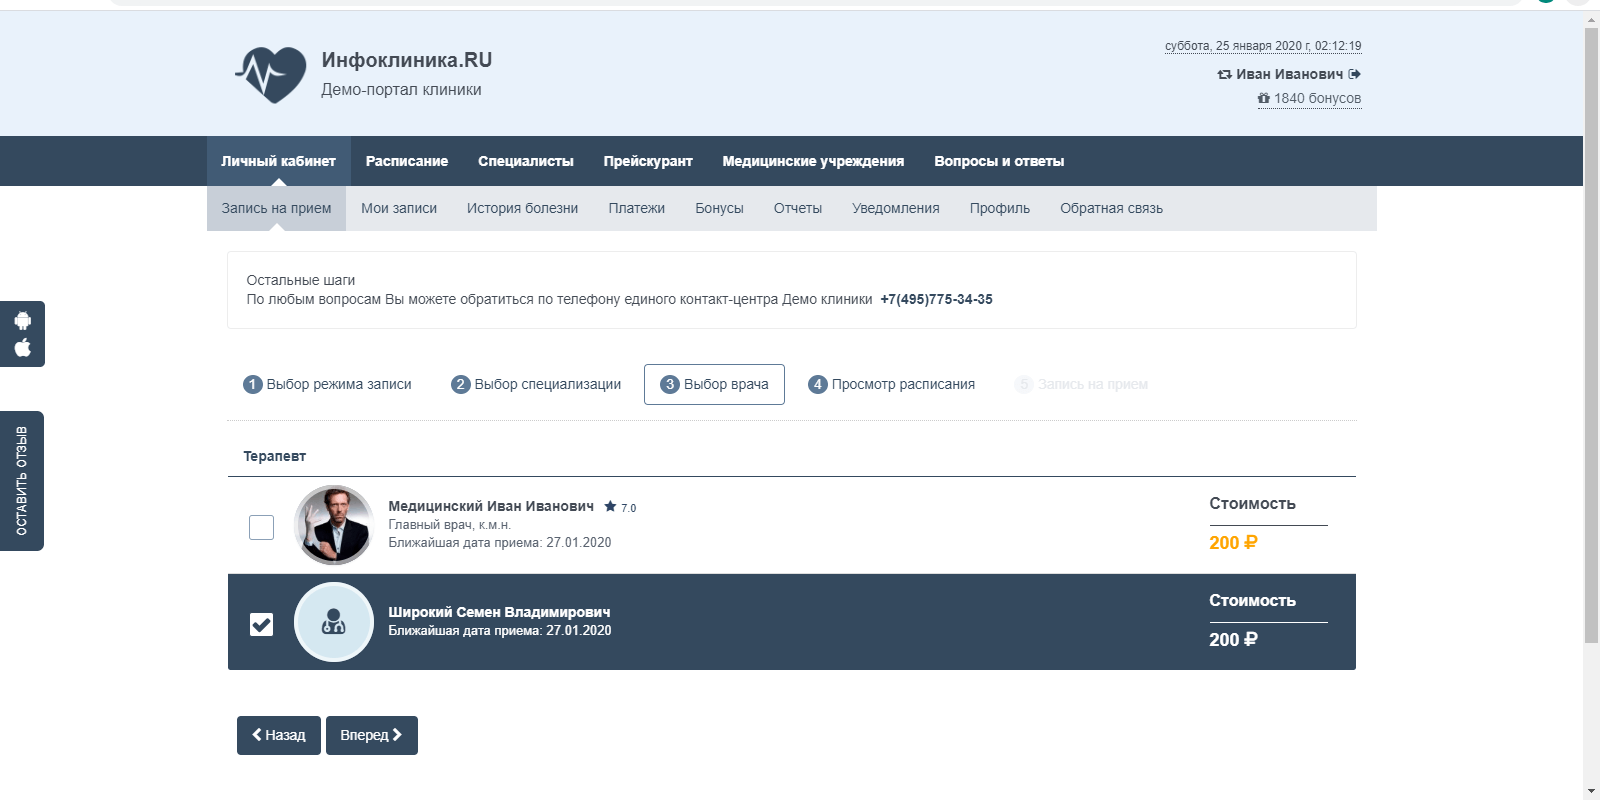 Инфоклиника.RU
Демо-портал клиники
суббота, 25 января 2020 г, 02:12:19
Иван Иванович
1840 бонусов
Личный кабинет Расписание Специалисты Прейскурант Медицинские учреждения Вопросы и ответы
Запись на прием Мои записи История болезни Платежи Бонусы Отчеты Уведомления Профиль Обратная связь
Остальные шаги
По любым вопросам Вы можете обратиться по телефону единого контакт-центра Демо клиники +7(495)775-34-35
ОСТАВИТЬ ОТЗЫВ
1 Выбор режима записи 2 Выбор специализации 3 Выбор врача 4 Просмотр расписания 5 Запись на прием
Терапевт
Медицинский Иван Иванович 7.0
Главный врач, к.м.н.
Ближайшая дата приема: 27.01.2020
Стоимость
200 ₽
Широкий Семен Владимирович
Ближайшая дата приема: 27.01.2020
Стоимость
200 ₽
Назад Вперед